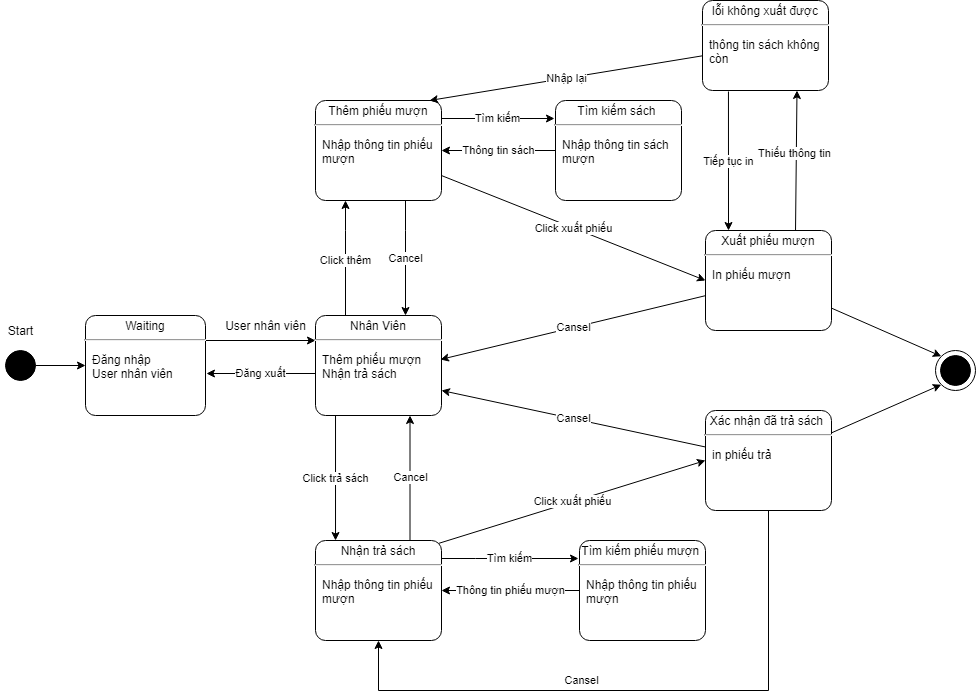 lỗi không xuất được
thông tin sách không
còn
Nhập lại
Thêm phiếu mượn
Nhập thông tin phiếu
mượn
Tìm kiếm
Thông tin sách
Tìm kiếm sách
Nhập thông tin sách
mượn
Tiếp tục in
Thiếu thông tin
Click xuất phiếu
Xuất phiếu mượn
In phiếu mượn
Click thêm
Cancel
Start
Waiting
Đăng nhập
User nhân viên
User nhân viên
Đăng xuất
Nhân Viên
Thêm phiếu mượn
Nhận trả sách
Cansel
Cansel
Xác nhận đã trả sách
in phiếu trả
Click trả sách
Cancel
Click xuất phiếu
Nhận trả sách
Nhập thông tin phiếu
mượn
Tìm kiếm
Thông tin phiếu mượn
Tìm kiếm phiếu mượn
Nhập thông tin phiếu
mượn
Cansel